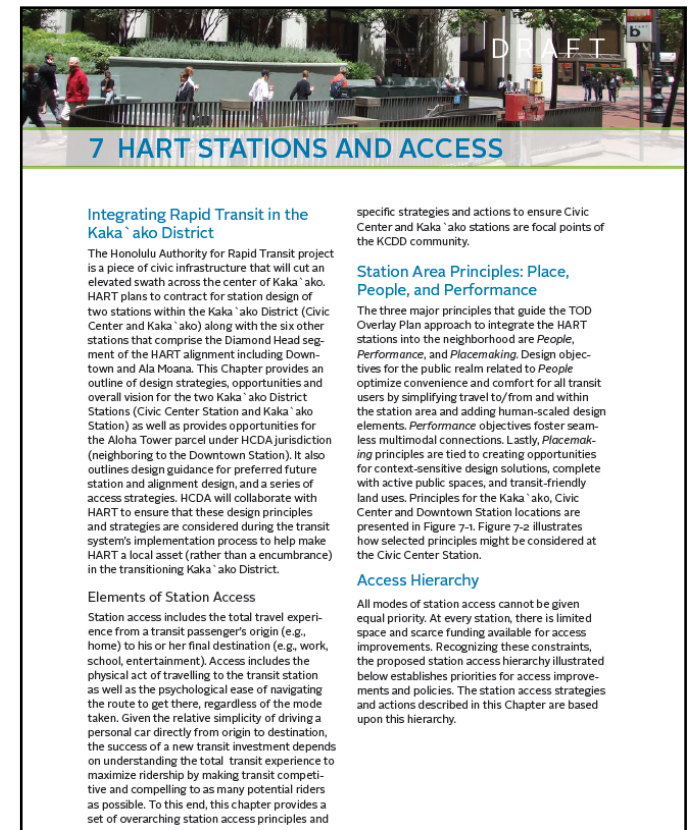 DRAFT
b
7 HART STATIONS AND ACCESS
Integrating Rapid Transit in the
Kaka`ako District
The Honolulu Authority for Rapid Transit project
is a piece of civic infrastructure that will cut an
elevated swath across the center of Kaka`ako.
HART plans to contract for station design of
two stations within the Kaka`ako District (Civic
Center and Kaka`ako) along with the six other
stations that comprise the Diamond Head seg-
ment of the HART alignment including Down-
town and Ala Moana. This Chapter provides an
outline of design strategies, opportunities and
overall vision for the two Kaka`ako District
Stations (Civic Center Station and Kaka`ako
Station) as well as provides opportunities for
the Aloha Tower parcel under HCDA jurisdiction
(neighboring to the Downtown Station). It also
outlines design guidance for preferred future
station and alignment design, and a series of
access strategies. HCDA will collaborate with
HART to ensure that these design principles
and strategies are considered during the transit
system's implementation process to help make
HART a local asset (rather than a encumbrance)
in the transitioning Kaka`ako District.
Elements of Station Access
Station access includes the total travel experi-
ence from a transit passenger's origin (e.g.,
home) to his or her final destination (e.g., work,
school, entertainment). Access includes the
physical act of travelling to the transit station
as well as the psychological ease of navigating
the route to get there, regardless of the mode
taken. Given the relative simplicity of driving a
personal car directly from origin to destination,
the success of a new transit investment depends
on understanding the total transit experience to
maximize ridership by making transit competi-
tive and compelling to as many potential riders
as possible. To this end, this chapter provides a
set of overarching station access principles and
specific strategies and actions to ensure Civic
Center and Kaka`ako stations are focal points of
the KCDD community.
Station Area Principles: Place,
People, and Performance
The three major principles that guide the TOD
Overlay Plan approach to integrate the HART
stations into the neighborhood are People,
Performance, and Placemaking. Design objec-
tives for the public realm related to People
optimize convenience and comfort for all transit
users by simplifying travel to/from and within
the station area and adding human-scaled design
elements. Performance objectives foster seam-
less multimodal connections. Lastly, Placemak-
ing principles are tied to creating opportunities
for context-sensitive design solutions, complete
with active public spaces, and transit-friendly
land uses. Principles for the Kaka`ako, Civic
Center and Downtown Station locations are
presented in Figure 7-1. Figure 7-2 illustrates
how selected principles might be considered at
the Civic Center Station.
Access Hierarchy
All modes of station access cannot be given
equal priority. At every station, there is limited
space and scarce funding available for access
improvements. Recognizing these constraints,
the proposed station access hierarchy illustrated
below establishes priorities for access improve-
ments and policies. The station access strategies
and actions described in this Chapter are based
upon this hierarchy.